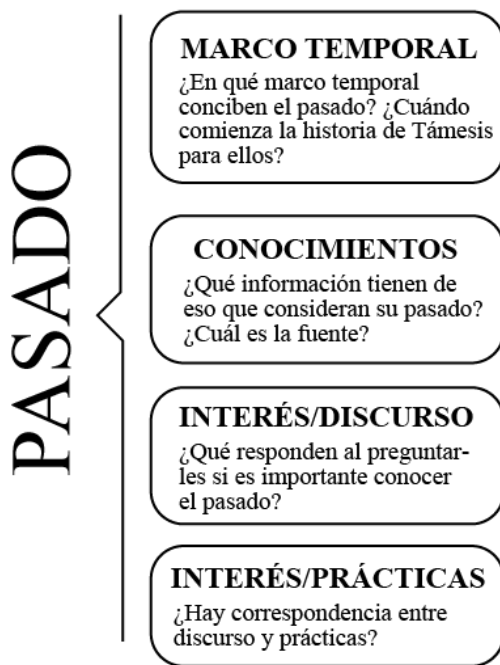 PASADO
MARCO TEMPORAL
¿En qué marco temporal
conciben el pasado? ¿Cuándo
comienza la historia de Támesis
para ellos?
CONOCIMIENTOS
¿Qué información tienen de
eso que consideran su pasado?
¿Cuál es la fuente?
INTERÉS/DISCURSO
¿Qué responden al preguntar-
les si es importante conocer
el pasado?
INTERÉS/PRÁCTICAS
¿Hay correspondencia entre
discurso y prácticas?